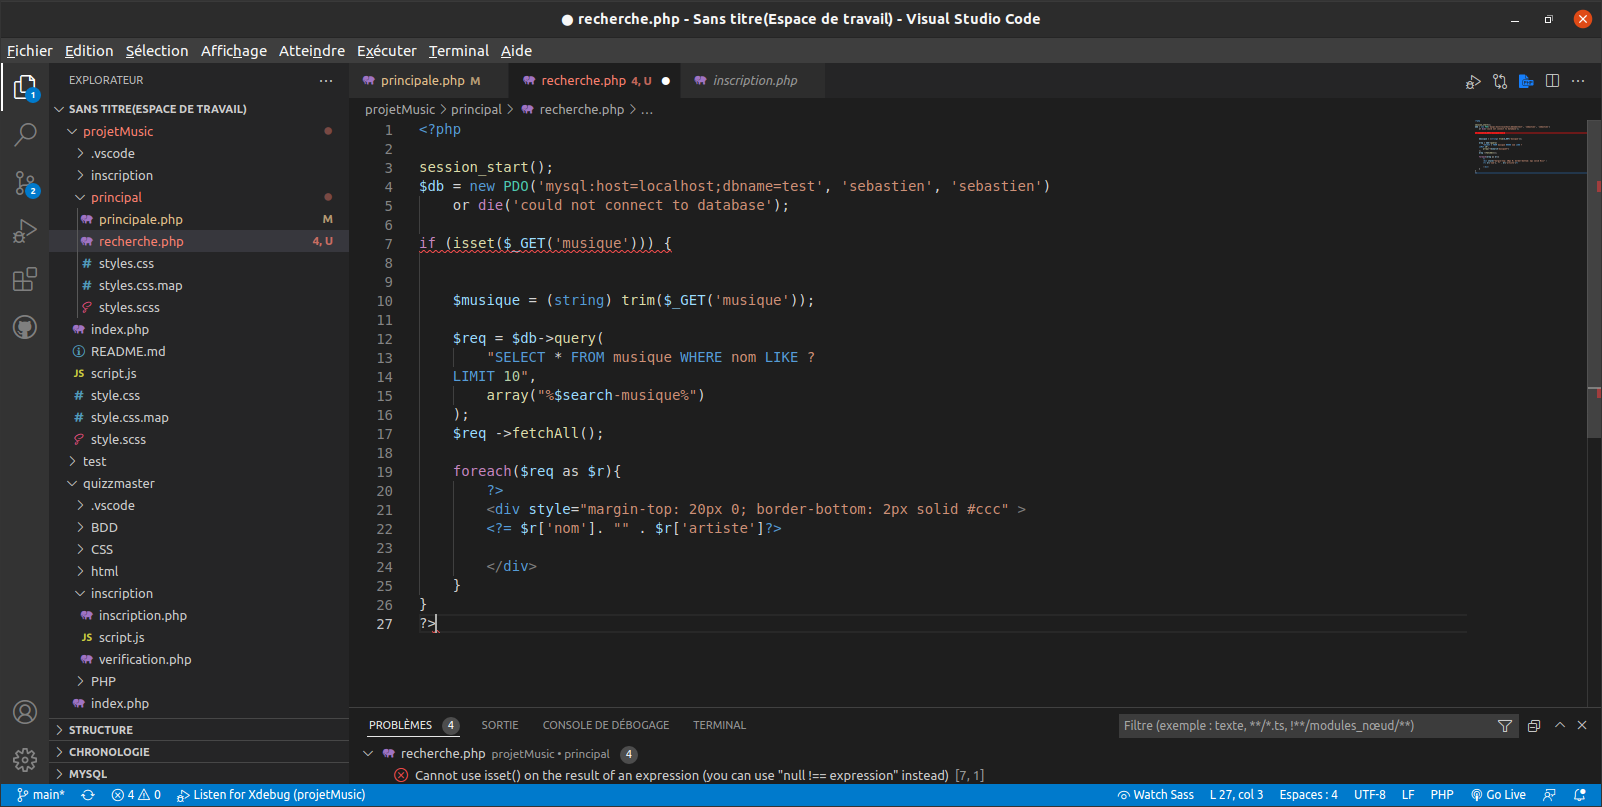 ● recherche.php - Sans titre(Espace de travail) - Visual Studio Code
Fichier Edition Sélection Affichage Atteindre Exécuter Terminal Aide
EXPLORATEUR ···
SANS TITRE(ESPACE DE TRAVAIL)
projetMusic
.vscode
inscription
principal
principale.php M
recherche.php 4, U
styles.css
styles.css.map
styles.scss
index.php
README.md
JS script.js
style.css
style.css.map
style.scss
test
quizzmaster
.vscode
BDD
CSS
html
inscription
inscription.php
JS script.js
verification.php
PHP
index.php
STRUCTURE
CHRONOLOGIE
MYSQL
1
2
principale.php M recherche.php 4, U ● inscription.php
projetMusic > principal > recherche.php > ...
1 <?php
2
3 session_start();
4 $db = new PDO('mysql:host=localhost;dbname=test', 'sebastien', 'sebastien')
5 or die('could not connect to database');
6
7 if (isset($_GET('musique'))) {
8
9
10 $musique = (string) trim($_GET('musique'));
11
12 $req = $db->query(
13 "SELECT * FROM musique WHERE nom LIKE ?
14 LIMIT 10",
15 array("%$search-musique%")
16 );
17 $req ->fetchAll();
18
19 foreach($req as $r){
20 ?>
21 <div style="margin-top: 20px 0; border-bottom: 2px solid #ccc" >
22 <?= $r['nom']. "" . $r['artiste']?>
23
24 </div>
25 }
26 }
27 ?>
PROBLÈMES 4 SORTIE CONSOLE DE DÉBOGAGE TERMINAL
Filtre (exemple : texte, **/*.ts, !**/modules_nœud/**)
recherche.php projetMusic • principal 4
Cannot use isset() on the result of an expression (you can use "null !== expression" instead) [7, 1]
main* 4 0 Listen for Xdebug (projetMusic)
Watch Sass L 27, col 3 Espaces : 4 UTF-8 LF PHP Go Live